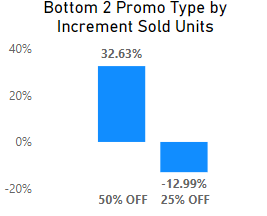 Bottom 2 Promo Type by
Increment Sold Units
40%
20%
0%
-20%
32.63%
-12.99%
50% OFF
25% OFF